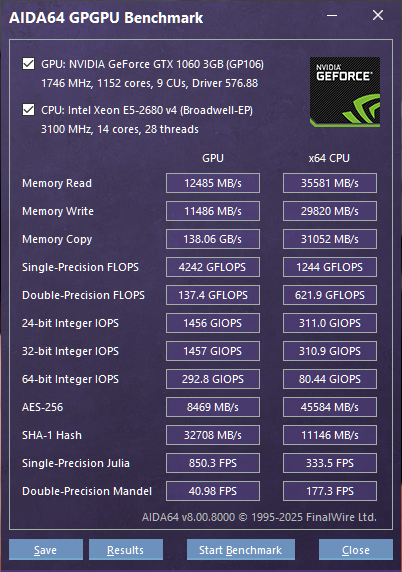 AIDA64 GPGPU Benchmark
GPU: NVIDIA GeForce GTX 1060 3GB (GP106)
1746 MHz, 1152 cores, 9 CUs, Driver 576.88
CPU: Intel Xeon E5-2680 v4 (Broadwell-EP)
3100 MHz, 14 cores, 28 threads
NVIDIA
GEFORCE
GPU x64 CPU
Memory Read 12485 MB/s 35581 MB/s
Memory Write 11486 MB/s 29820 MB/s
Memory Copy 138.06 GB/s 31052 MB/s
Single-Precision FLOPS 4242 GFLOPS 1244 GFLOPS
Double-Precision FLOPS 137.4 GFLOPS 621.9 GFLOPS
24-bit Integer IOPS 1456 GIOPS 311.0 GIOPS
32-bit Integer IOPS 1457 GIOPS 310.9 GIOPS
64-bit Integer IOPS 292.8 GIOPS 80.44 GIOPS
AES-256 8469 MB/s 45584 MB/s
SHA-1 Hash 32708 MB/s 11146 MB/s
Single-Precision Julia 850.3 FPS 333.5 FPS
Double-Precision Mandel 40.98 FPS 177.3 FPS
AIDA64 v8.00.8000 © 1995-2025 FinalWire Ltd.
Save Results Start Benchmark Close